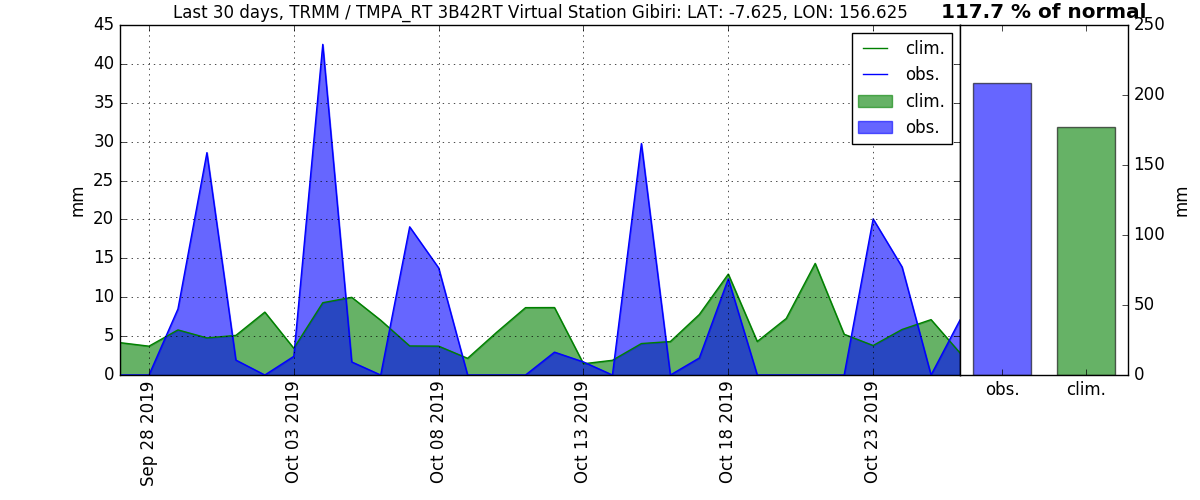 Last 30 days, TRMM / TMPA_RT 3B42RT Virtual Station Gibiri: LAT: -7.625, LON: 156.625
117.7 % of normal
45
40
35
30
25
20
15
10
5
0
mm
Sep 28 2019
Oct 03 2019
Oct 08 2019
Oct 13 2019
Oct 18 2019
Oct 23 2019
clim.
obs.
clim.
obs.
250
200
150
100
50
0
mm
obs.
clim.